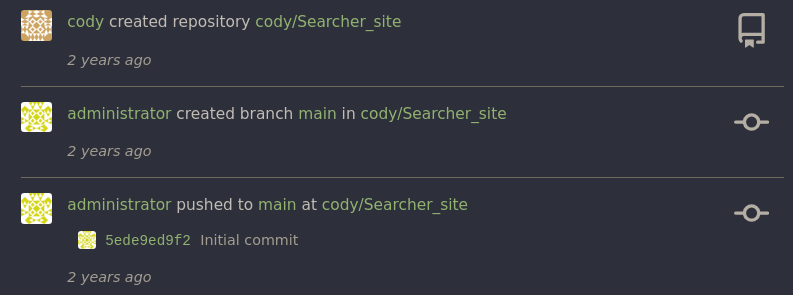 cody created repository cody/Searcher_site
2 years ago
administrator created branch main in cody/Searcher_site
2 years ago
administrator pushed to main at cody/Searcher_site
5ede9ed9f2 Initial commit
2 years ago